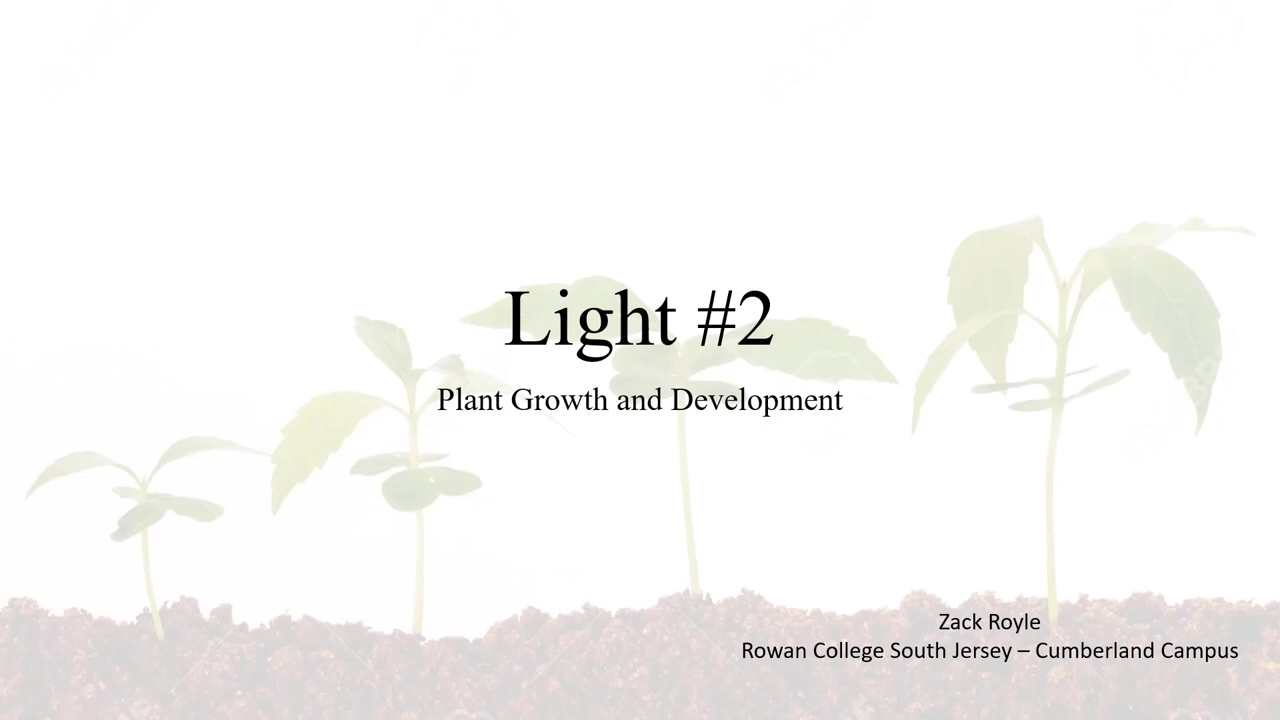 Light #2
Plant Growth and Development
Zack Royle
Rowan College South Jersey – Cumberland Campus